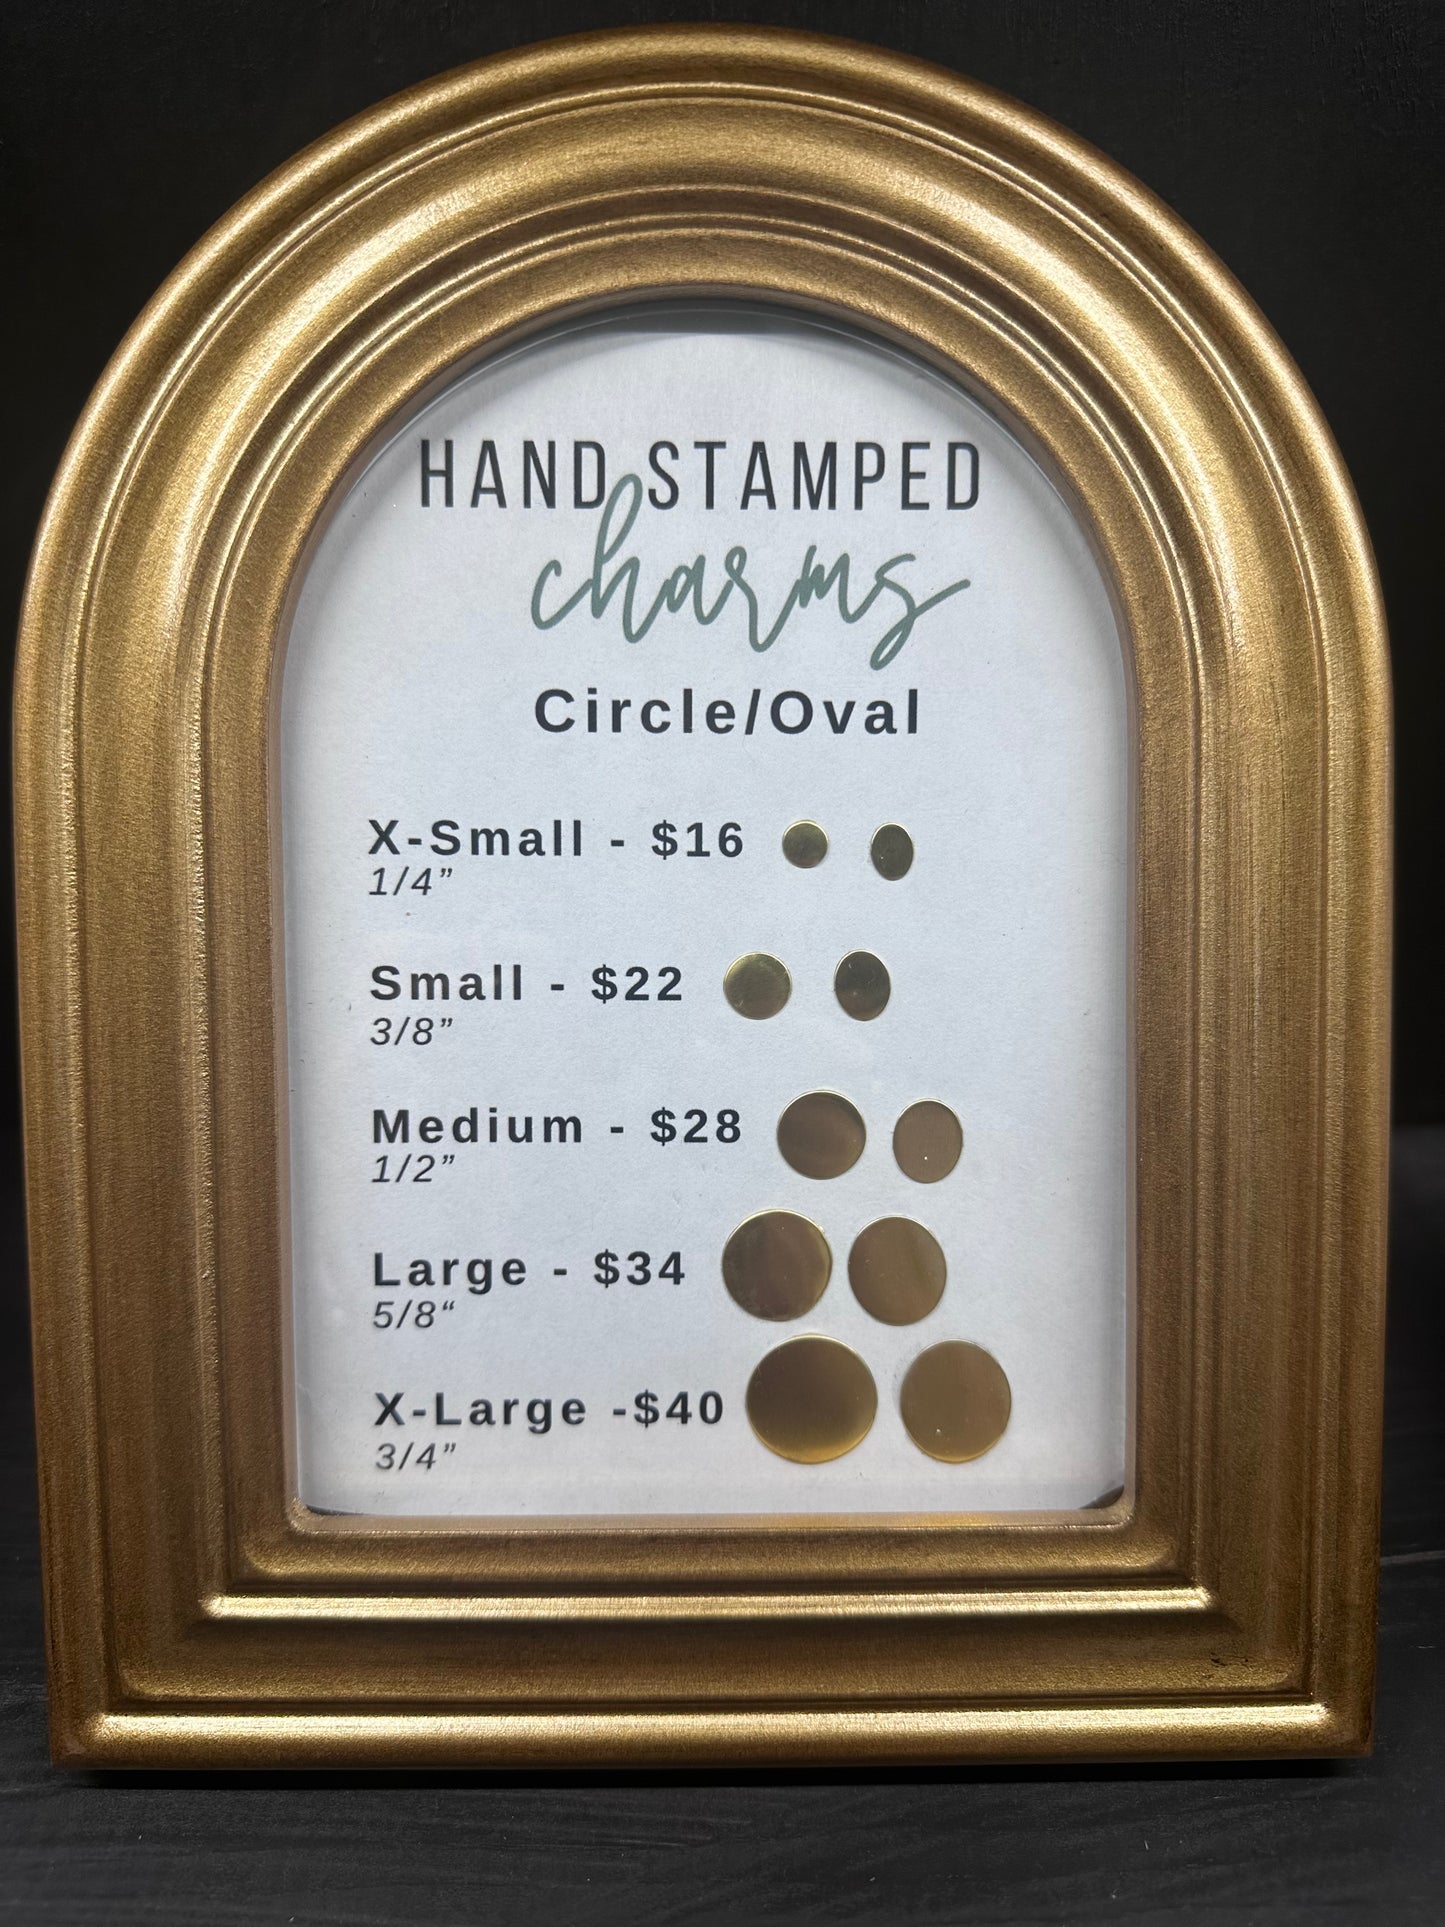 HAND STAMPED
charms
Circle/Oval
X-Small - $16
1/4”
Small - $22
3/8”
Medium - $28
1/2”
Large - $34
5/8“
X-Large -$40
3/4”